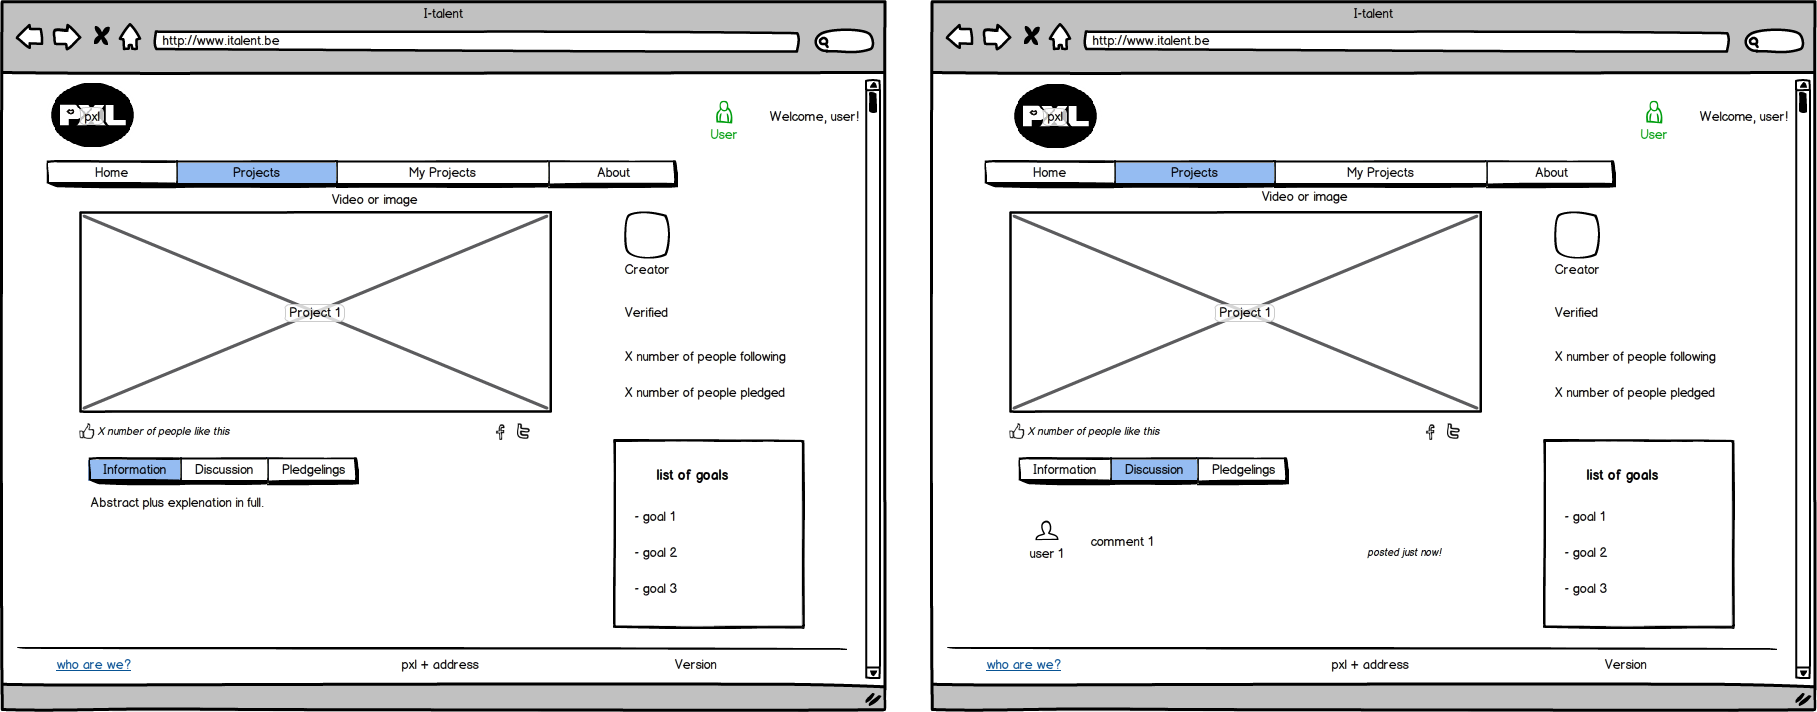 I-talent
http://www.italent.be
PXL
pxl
User
Welcome, user!
Home Projects My Projects About
Video or image
Project 1
Creator
Verified
X number of people following
X number of people pledged
X number of people like this
Information Discussion Pledgelings
Abstract plus explenation in full.
list of goals
- goal 1
- goal 2
- goal 3
who are we? pxl + address Version
I-talent
http://www.italent.be
PXL
pxl
User
Welcome, user!
Home Projects My Projects About
Video or image
Project 1
Creator
Verified
X number of people following
X number of people pledged
X number of people like this
Information Discussion Pledgelings
user 1
comment 1
posted just now!
list of goals
- goal 1
- goal 2
- goal 3
who are we? pxl + address Version